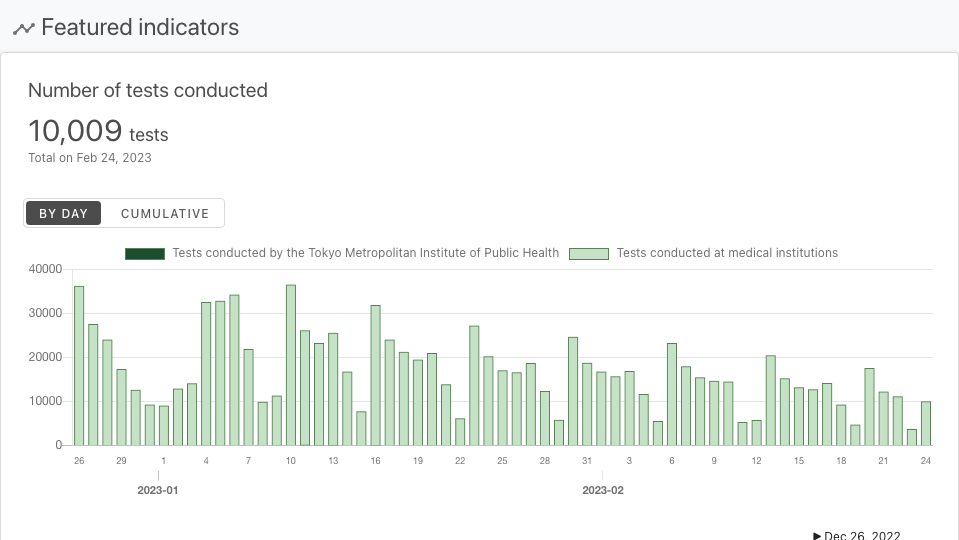 Featured indicators
Number of tests conducted
10,009 tests
Total on Feb 24, 2023
BY DAY CUMULATIVE
Tests conducted by the Tokyo Metropolitan Institute of Public Health Tests conducted at medical institutions
40000
30000
20000
10000
0
26 29 1 4 7 10 13 16 19 22 25 28 31 3 6 9 12 15 18 21 24
2023-01 2023-02
▶ Dec 26, 2022